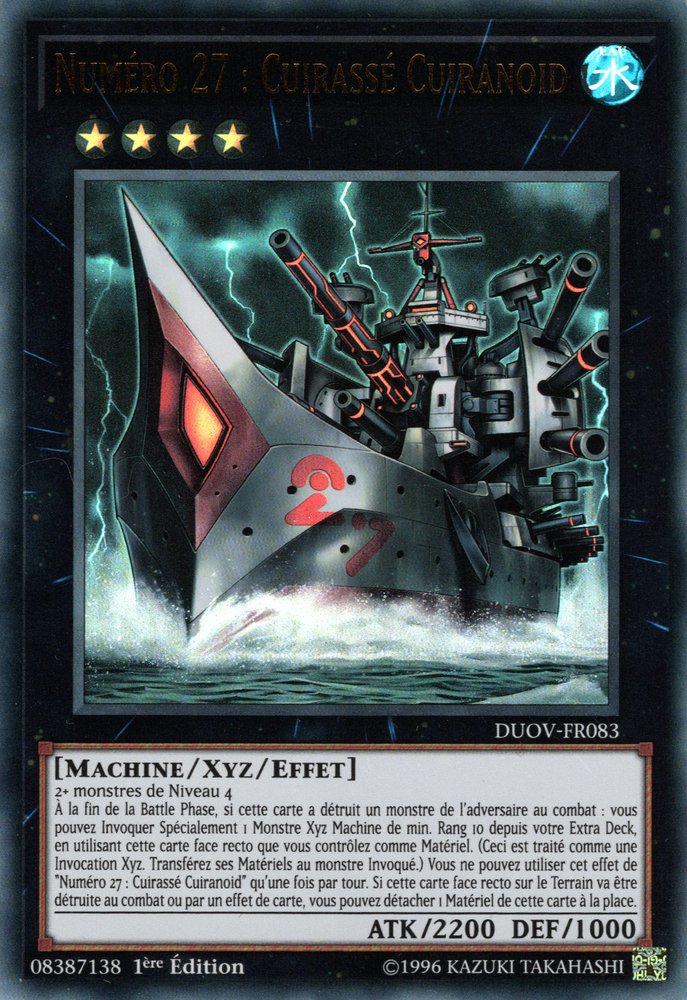 Numéro 27 : Cuirassé Cuiranoid
EAU
水
27
DUOV-FR083
[Machine/Xyz/Effet]
2+ monstres de Niveau 4
À la fin de la Battle Phase, si cette carte a détruit un monstre de l'adversaire au combat : vous
pouvez Invoquer Spécialement 1 Monstre Xyz Machine de min. Rang 10 depuis votre Extra Deck,
en utilisant cette carte face recto que vous contrôlez comme Matériel. (Ceci est traité comme une
Invocation Xyz. Transférez ses Matériels au monstre Invoqué.) Vous ne pouvez utiliser cet effet de
"Numéro 27 : Cuirassé Cuiranoid" qu'une fois par tour. Si cette carte face recto sur le Terrain va être
détruite au combat ou par un effet de carte, vous pouvez détacher 1 Matériel de cette carte à la place.
ATK/2200 DEF/1000
08387138 1ère Édition ©1996 KAZUKI TAKAHASHI